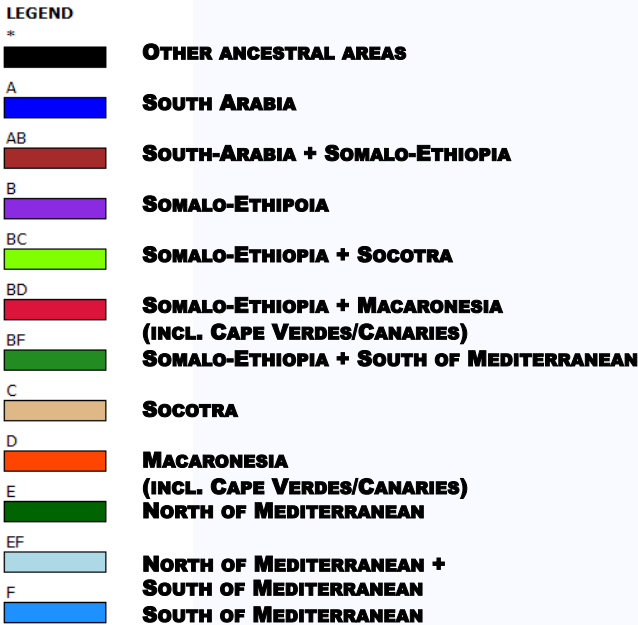 LEGEND
*
OTHER ANCESTRAL AREAS
A
SOUTH ARABIA
AB
SOUTH-ARABIA + SOMALO-ETHIOPIA
B
SOMALO-ETHIPOIA
BC
SOMALO-ETHIOPIA + SOCOTRA
BD
SOMALO-ETHIOPIA + MACARONESIA
(INCL. CAPE VERDES/CANARIES)
BF
SOMALO-ETHIOPIA + SOUTH OF MEDITERRANEAN
C
SOCOTRA
D
MACARONESIA
(INCL. CAPE VERDES/CANARIES)
E
NORTH OF MEDITERRANEAN
EF
NORTH OF MEDITERRANEAN +
SOUTH OF MEDITERRANEAN
F
SOUTH OF MEDITERRANEAN